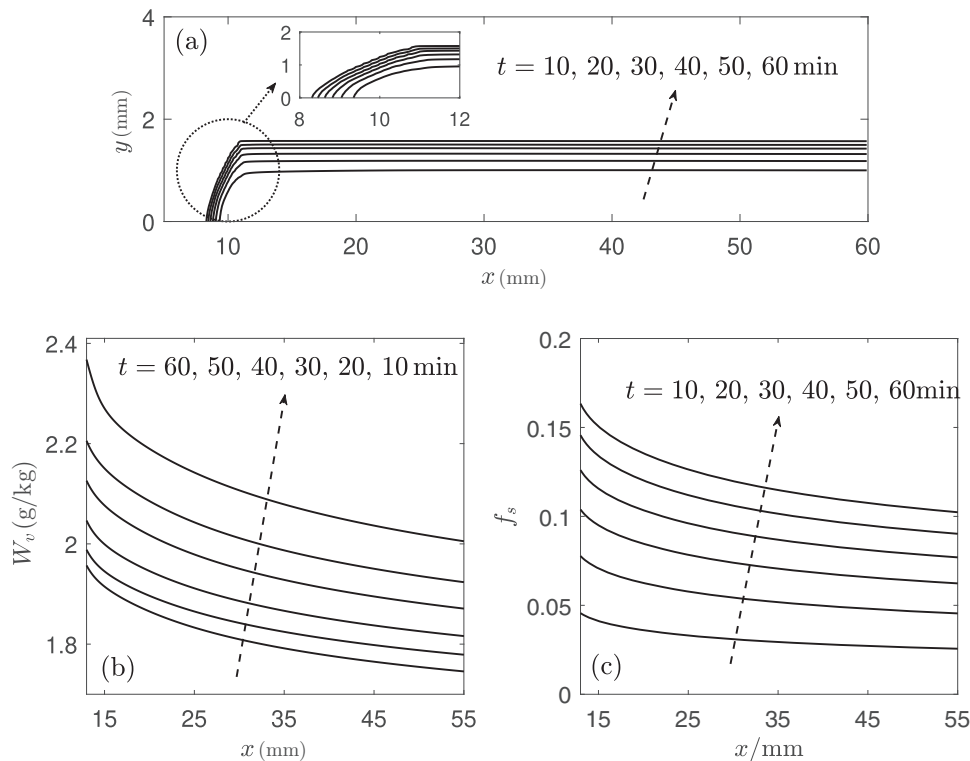 (a)
t = 10, 20, 30, 40, 50, 60 min
2
1
0
8 10 12
4
2
0
y (mm)
10 20 30 40 50 60
x (mm)
2.4
2.2
2
1.8
W_v (g/kg)
t = 60, 50, 40, 30, 20, 10 min
(b)
15 25 35 45 55
x (mm)
0.2
0.15
0.1
0.05
0
f_s
t = 10, 20, 30, 40, 50, 60min
(c)
15 25 35 45 55
x/mm